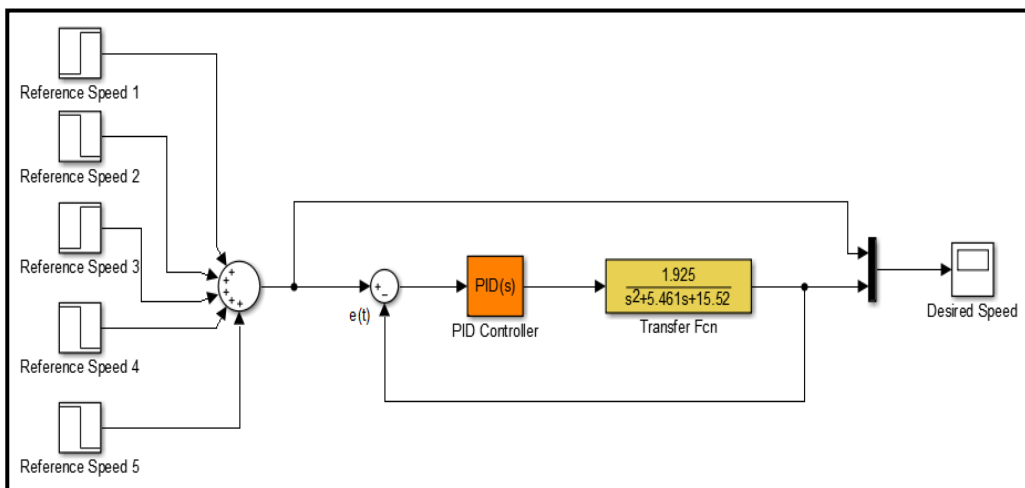 Reference Speed 1
Reference Speed 2
Reference Speed 3
Reference Speed 4
Reference Speed 5
+
+
+
+
+
+
−
e(t)
PID(s)
PID Controller
1.925
s2+5.461s+15.52
Transfer Fcn
Desired Speed